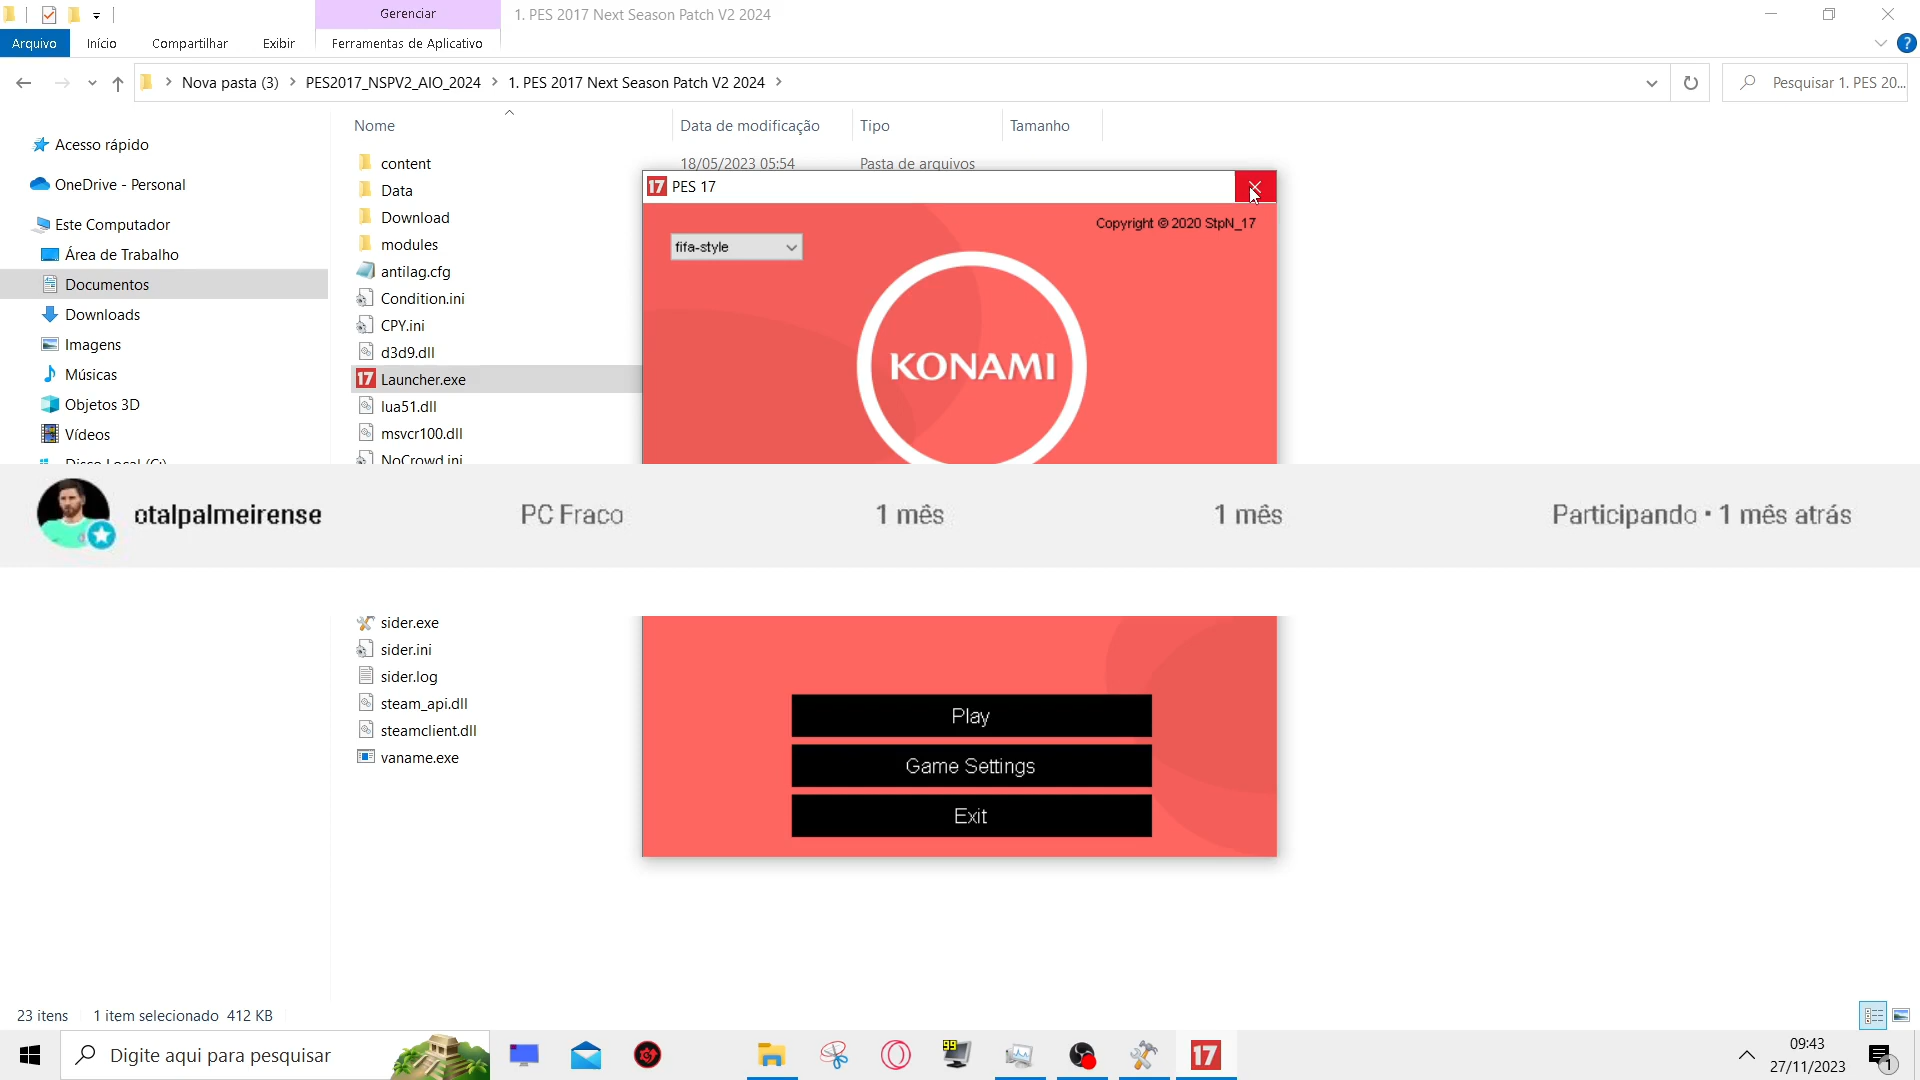 Gerenciar
1. PES 2017 Next Season Patch V2 2024
Arquivo
Início
Compartilhar
Exibir
Ferramentas de Aplicativo
?
Nova pasta (3)
PES2017_NSPV2_AIO_2024
1. PES 2017 Next Season Patch V2 2024
Pesquisar 1. PES 20...
Nome
Data de modificação
Tipo
Tamanho
Acesso rápido
OneDrive - Personal
Este Computador
Área de Trabalho
Documentos
Downloads
Imagens
Músicas
Objetos 3D
Vídeos
Disco Local (C:)
content
18/05/2023 05:54
Pasta de arquivos
Data
Download
modules
antilag.cfg
Condition.ini
CPY.ini
d3d9.dll
17 Launcher.exe
lua51.dll
msvcr100.dll
NoCrowd.ini
17 PES 17
Copyright © 2020 StpN_17
fifa-style
KONAMI
otalpalmeirense
PC Fraco
1 mês
1 mês
Participando • 1 mês atrás
sider.exe
sider.ini
sider.log
steam_api.dll
steamclient.dll
vaname.exe
Play
Game Settings
Exit
23 itens
1 item selecionado 412 KB
Digite aqui para pesquisar
99
17
09:43
27/11/2023
1